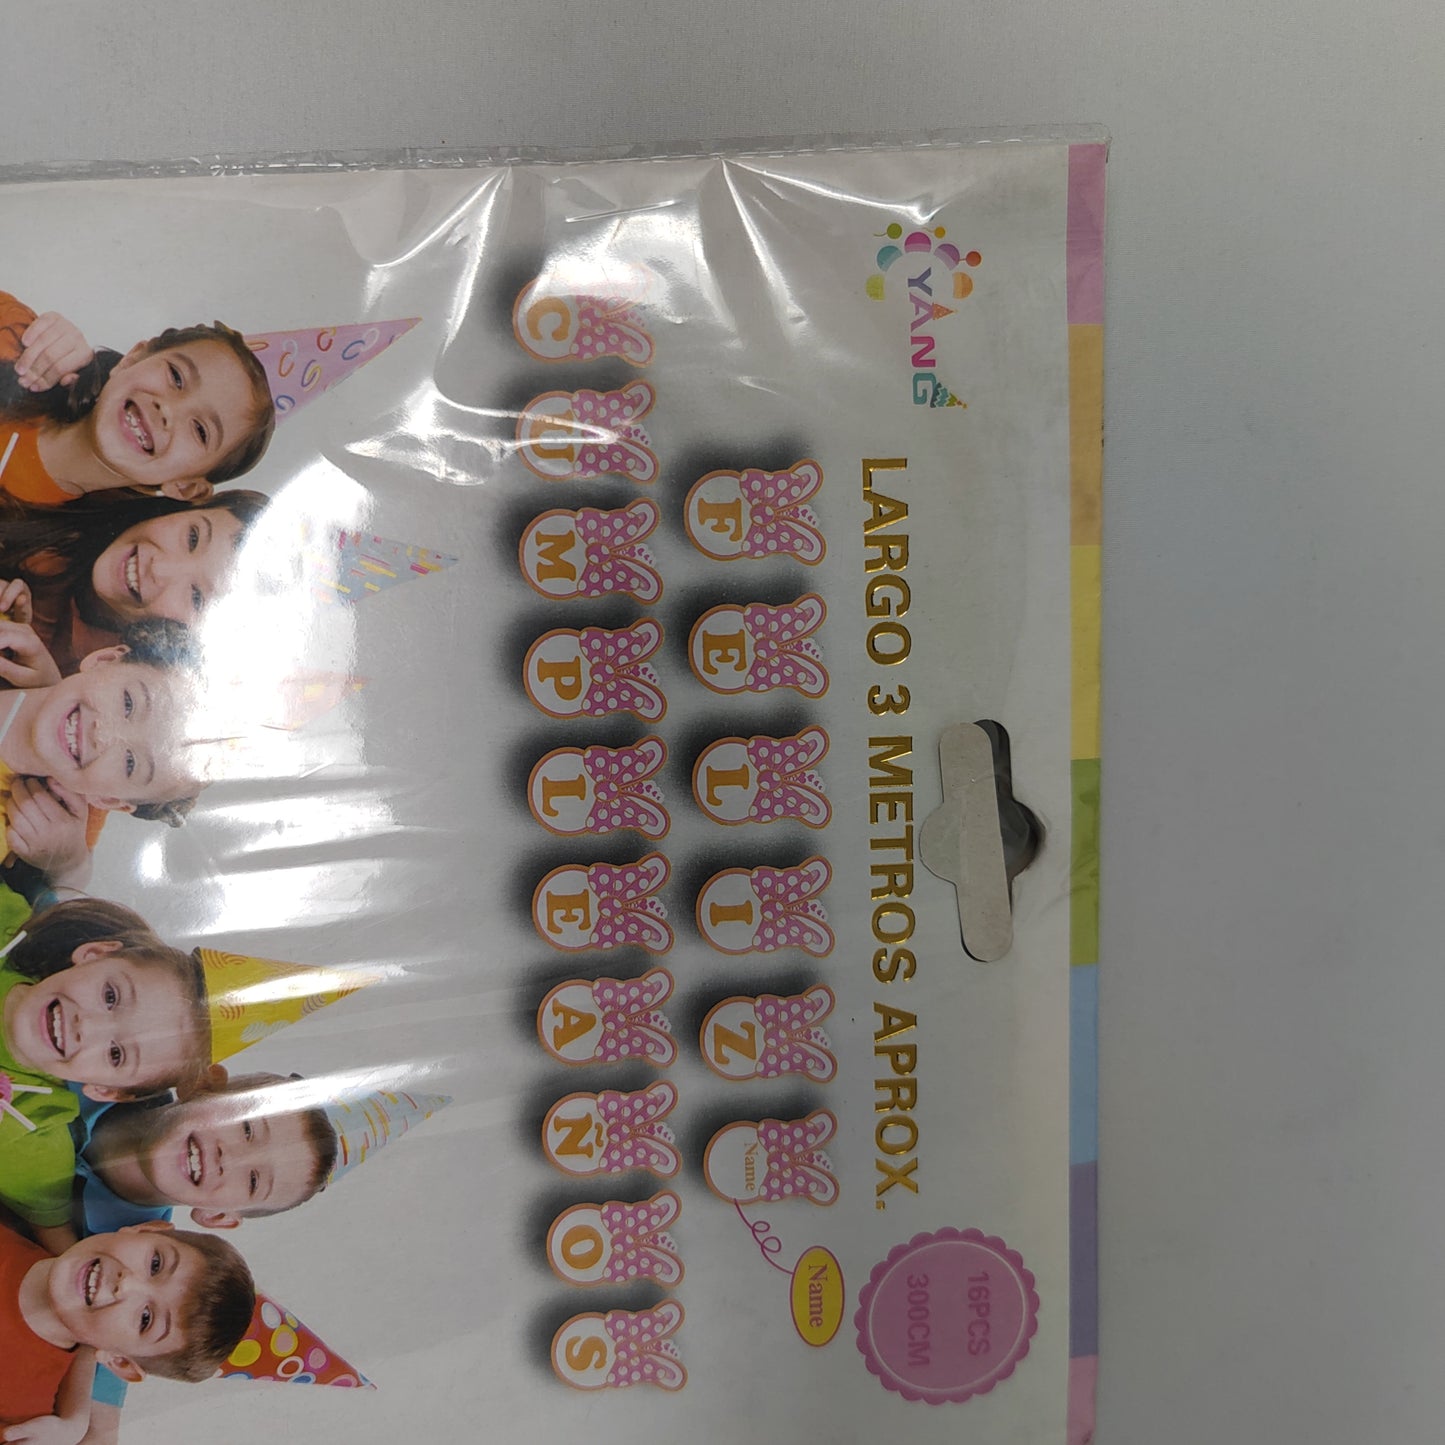 YANG
LARGO 3 METROS APROX.
16PCS
300CM
FELIZ
Name
Name
CUMPLEAÑOS